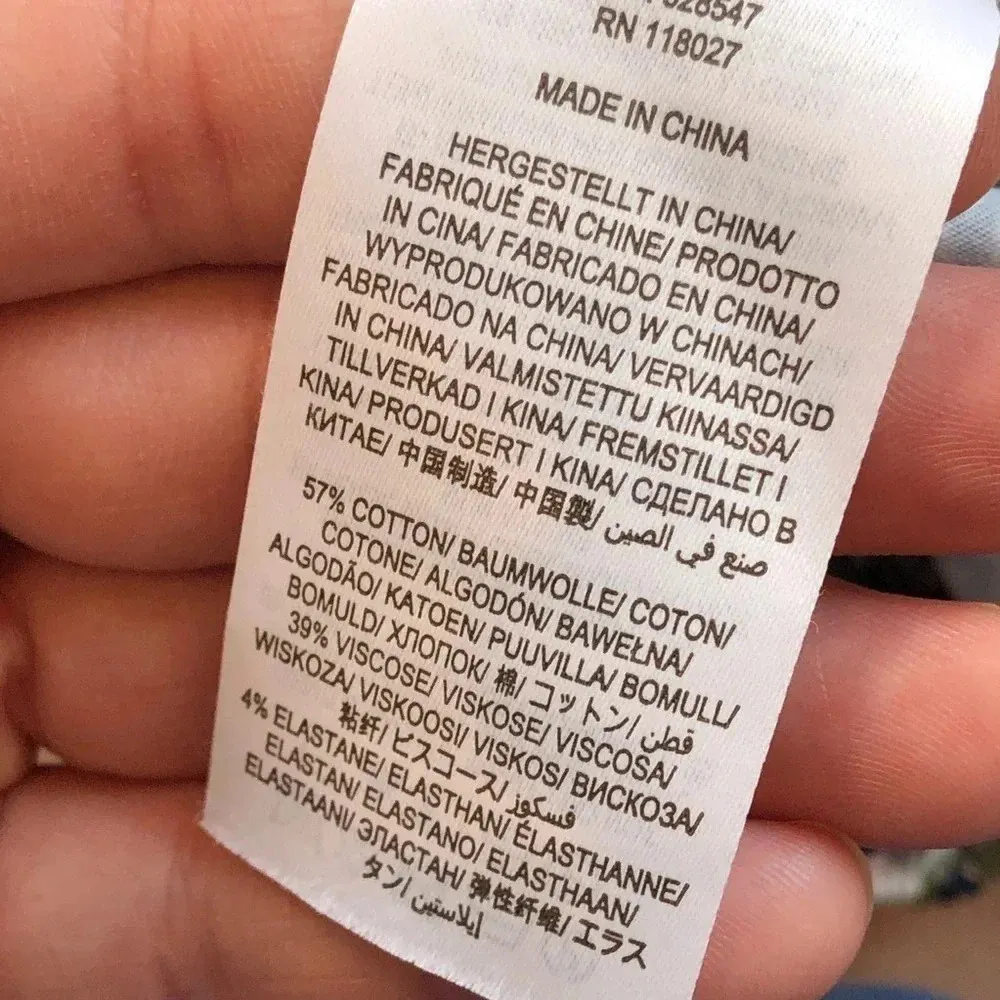 328547
RN 118027
MADE IN CHINA
HERGESTELLT IN CHINA/
FABRIQUÉ EN CHINE/ PRODOTTO
IN CINA/ FABRICADO EN CHINA/
WYPRODUKOWANO W CHINACH/
FABRICADO NA CHINA/ VERVAARDIGD
IN CHINA/ VALMISTETTU KIINASSA/
TILLVERKAD I KINA/ FREMSTILLET I
KINA/ PRODUSERT I KINA/ СДЕЛАНО В
КИТАЕ/ 中国制造/ 中国製/ صنع في الصين
57% COTTON/ BAUMWOLLE/ COTON/
COTONE/ ALGODÓN/ BAWEŁNA/
ALGODÃO/ KATOEN/ PUUVILLA/ BOMULL/
BOMULD/ ХЛОПОК/ 棉/ コットン/ قطن
39% VISCOSE/ VISKOSE/ VISCOSA/
WISKOZA/ VISKOOSI/ VISKOS/ ВИСКОЗА/
粘纤/ ビスコース/ فسكوز
4% ELASTANE/ ELASTHAN/ ÉLASTHANNE/
ELASTAN/ ELASTANO/ ELASTHAAN/
ELASTAANI/ ЭЛАСТАН/ 弹性纤维/ エラス
タン/ إيلاستين